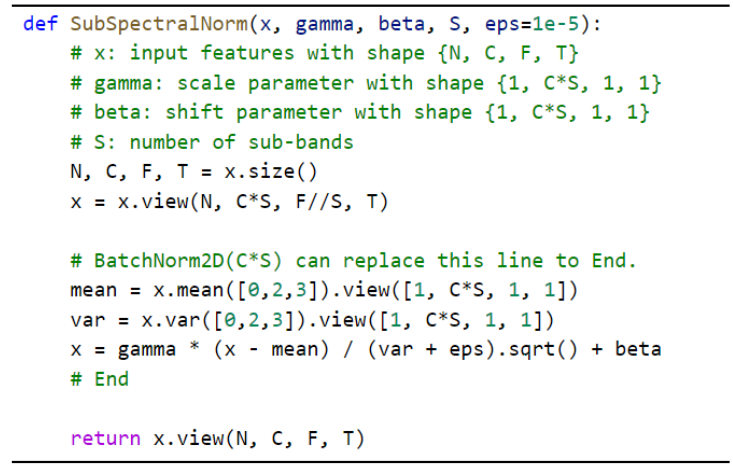 def SubSpectralNorm(x, gamma, beta, S, eps=1e-5):
    # x: input features with shape {N, C, F, T}
    # gamma: scale parameter with shape {1, C*S, 1, 1}
    # beta: shift parameter with shape {1, C*S, 1, 1}
    # S: number of sub-bands
    N, C, F, T = x.size()
    x = x.view(N, C*S, F//S, T)

    # BatchNorm2D(C*S) can replace this line to End.
    mean = x.mean([0,2,3]).view([1, C*S, 1, 1])
    var = x.var([0,2,3]).view([1, C*S, 1, 1])
    x = gamma * (x - mean) / (var + eps).sqrt() + beta
    # End

    return x.view(N, C, F, T)